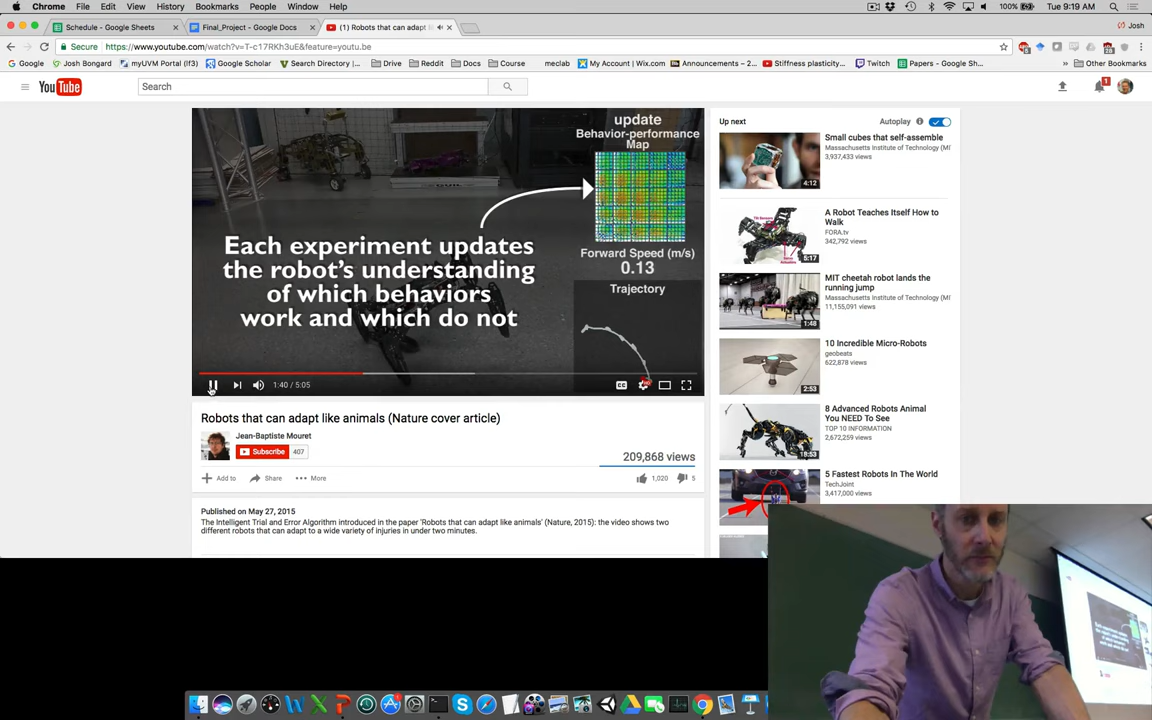 Chrome File Edit View History Bookmarks People Window Help
100% Tue 9:19 AM
Schedule - Google Sheets
Final_Project - Google Docs
(1) Robots that can adapt l
Josh
Secure https://www.youtube.com/watch?v=T-c17RKh3uE&feature=youtu.be
Google
Josh Bongard
myUVM Portal (lf3)
Google Scholar
Search Directory |...
Drive
Reddit
Docs
Course
meclab
My Account | Wix.com
Announcements – 2...
Stiffness plasticity...
Twitch
Papers - Google Sh...
»
Other Bookmarks
YouTube
Search
1
update
Behavior-performance
Map
Each experiment updates
the robot's understanding
of which behaviors
work and which do not
Forward Speed (m/s)
0.13
Trajectory
1:40 / 5:05
CC
Robots that can adapt like animals (Nature cover article)
Jean-Baptiste Mouret
Subscribe 407
209,868 views
Add to Share More
1,020 5
Published on May 27, 2015
The Intelligent Trial and Error Algorithm introduced in the paper 'Robots that can adapt like animals' (Nature, 2015): the video shows two
different robots that can adapt to a wide variety of injuries in under two minutes.
Up next
Autoplay
Small cubes that self-assemble
Massachusetts Institute of Technology (MI
3,937,433 views
4:12
A Robot Teaches Itself How to
Walk
FORA.tv
342,792 views
5:17
MIT cheetah robot lands the
running jump
Massachusetts Institute of Technology (MI
11,155,091 views
1:48
10 Incredible Micro-Robots
geobeats
622,878 views
2:53
8 Advanced Robots Animal
You NEED To See
TOP 10 INFORMATION
2,672,259 views
18:53
5 Fastest Robots In The World
TechJoint
3,417,000 views